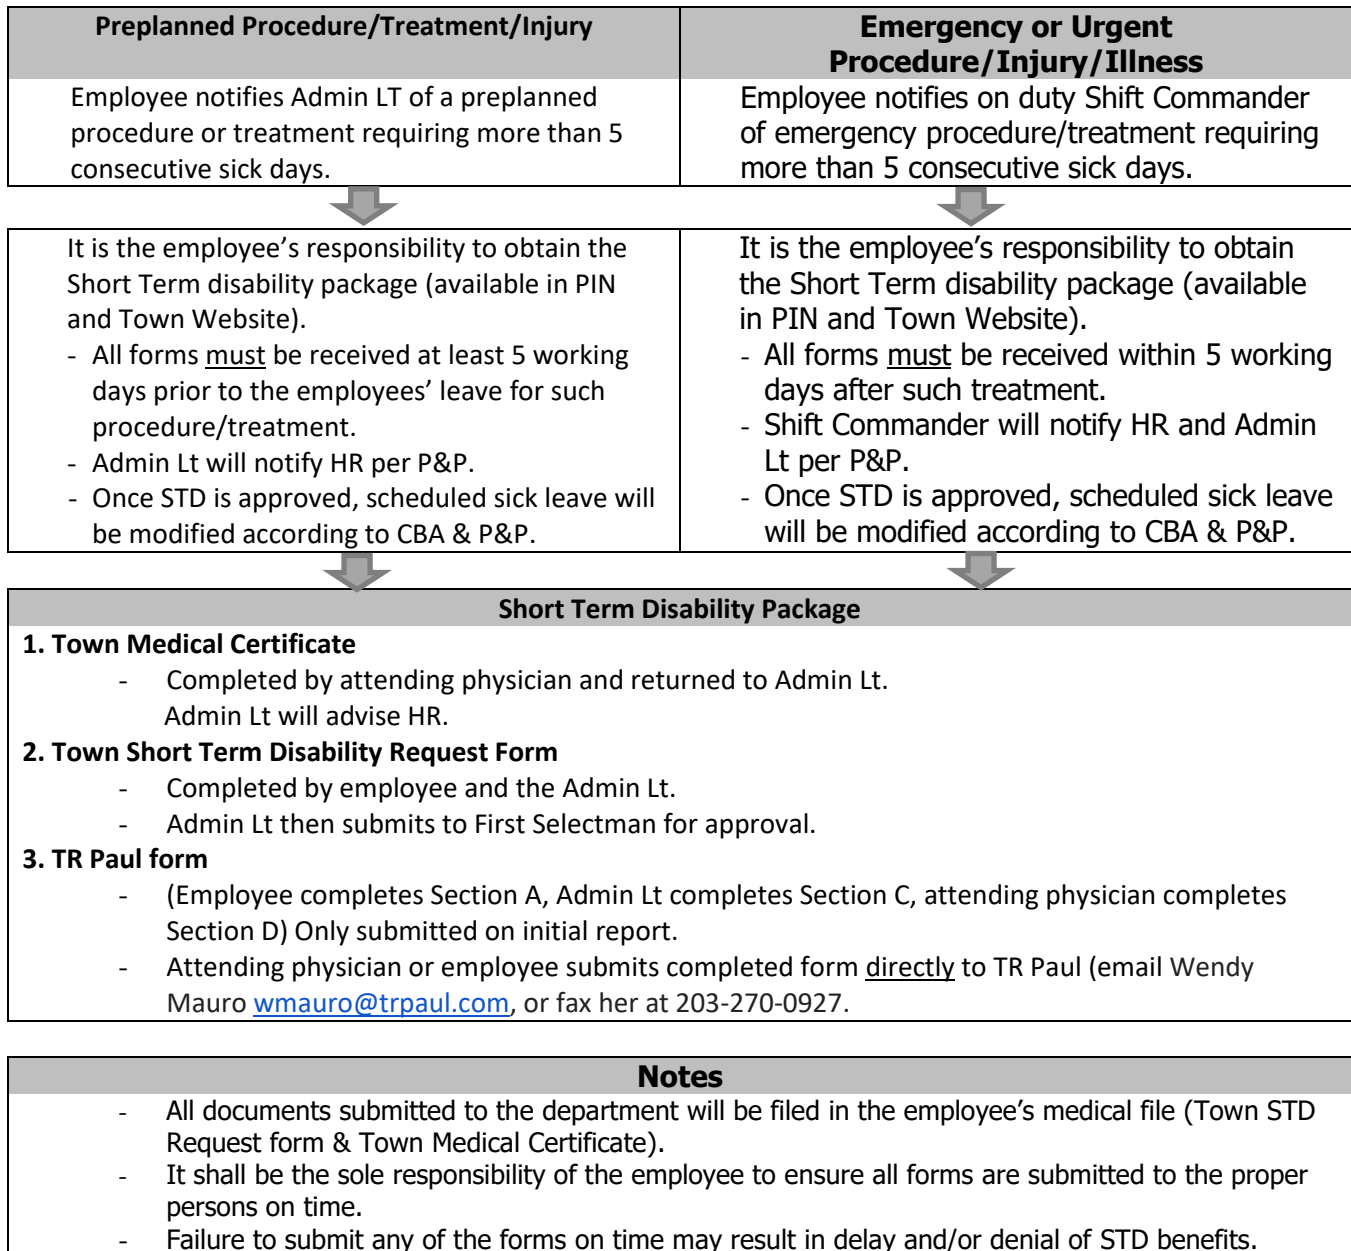 Preplanned Procedure/Treatment/Injury
Employee notifies Admin LT of a preplanned
procedure or treatment requiring more than 5
consecutive sick days.
Emergency or Urgent
Procedure/Injury/Illness
Employee notifies on duty Shift Commander
of emergency procedure/treatment requiring
more than 5 consecutive sick days.
It is the employee’s responsibility to obtain the
Short Term disability package (available in PIN
and Town Website).
- All forms must be received at least 5 working
days prior to the employees’ leave for such
procedure/treatment.
- Admin Lt will notify HR per P&P.
- Once STD is approved, scheduled sick leave will
be modified according to CBA & P&P.
It is the employee’s responsibility to obtain
the Short Term disability package (available
in PIN and Town Website).
- All forms must be received within 5 working
days after such treatment.
- Shift Commander will notify HR and Admin
Lt per P&P.
- Once STD is approved, scheduled sick leave
will be modified according to CBA & P&P.
Short Term Disability Package
1. Town Medical Certificate
- Completed by attending physician and returned to Admin Lt.
Admin Lt will advise HR.
2. Town Short Term Disability Request Form
- Completed by employee and the Admin Lt.
- Admin Lt then submits to First Selectman for approval.
3. TR Paul form
- (Employee completes Section A, Admin Lt completes Section C, attending physician completes
Section D) Only submitted on initial report.
- Attending physician or employee submits completed form directly to TR Paul (email Wendy
Mauro wmauro@trpaul.com, or fax her at 203-270-0927.
Notes
- All documents submitted to the department will be filed in the employee’s medical file (Town STD
Request form & Town Medical Certificate).
- It shall be the sole responsibility of the employee to ensure all forms are submitted to the proper
persons on time.
- Failure to submit any of the forms on time may result in delay and/or denial of STD benefits.